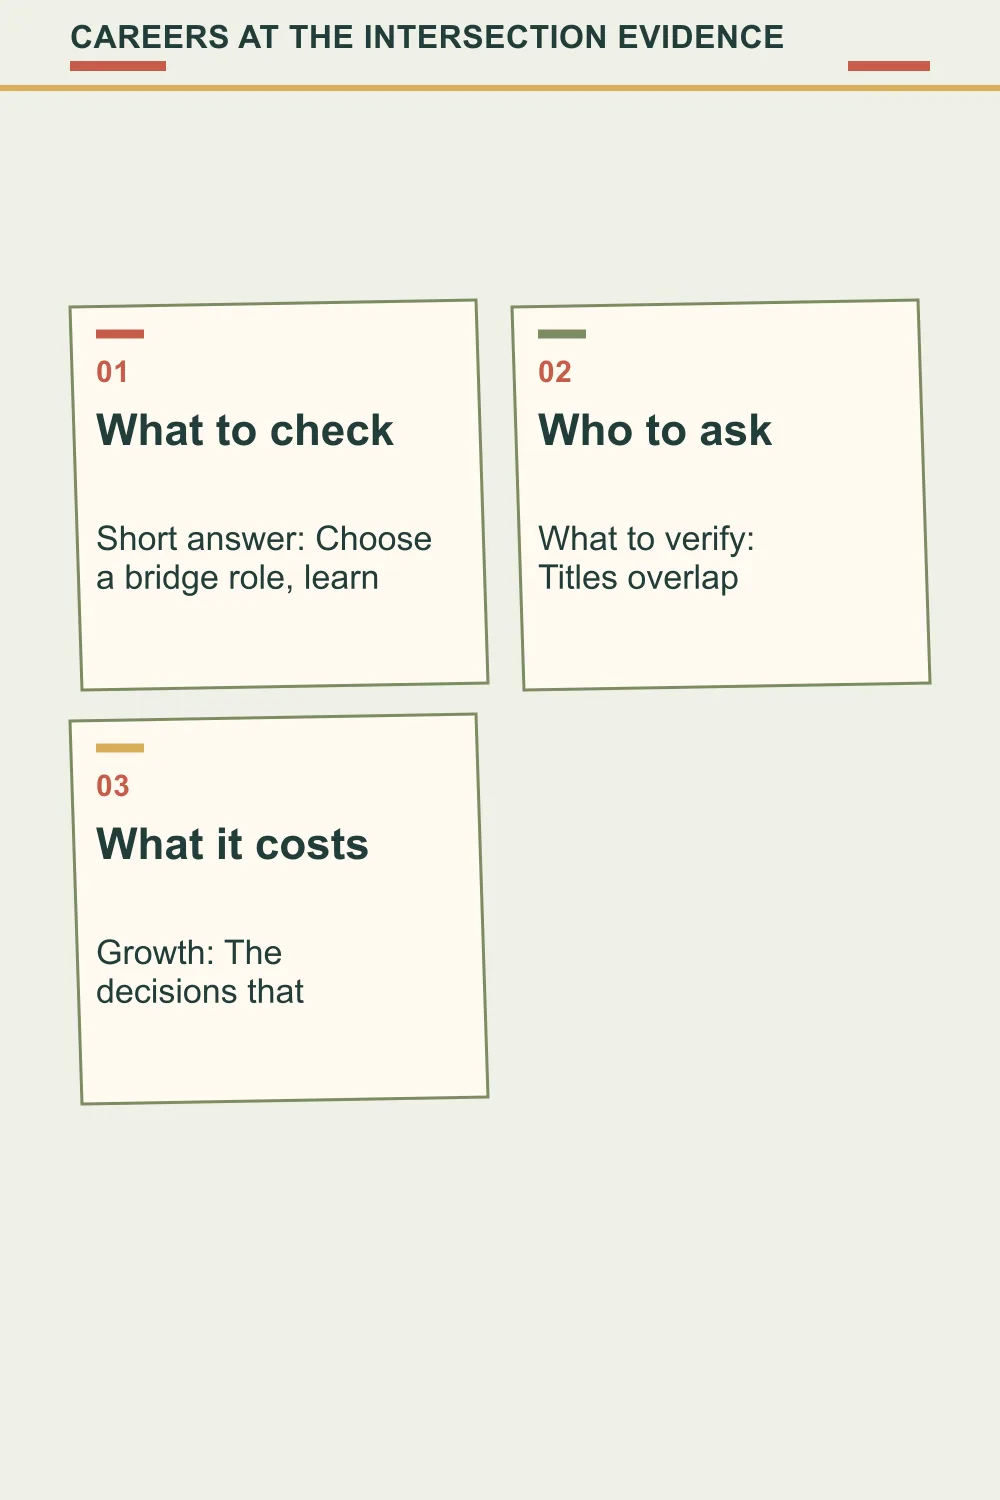 CAREERS AT THE INTERSECTION EVIDENCE
01
What to check
Short answer: Choose
a bridge role, learn
02
Who to ask
What to verify:
Titles overlap
03
What it costs
Growth: The
decisions that